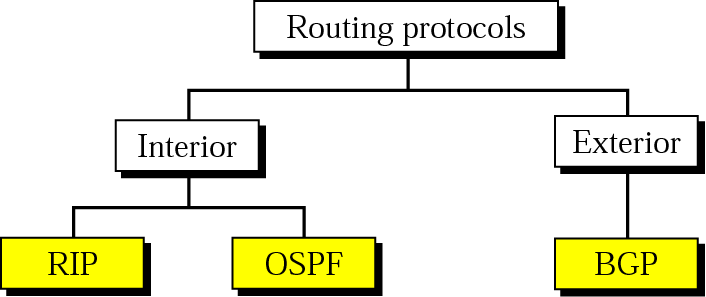 Routing protocols
Interior
Exterior
RIP
OSPF
BGP